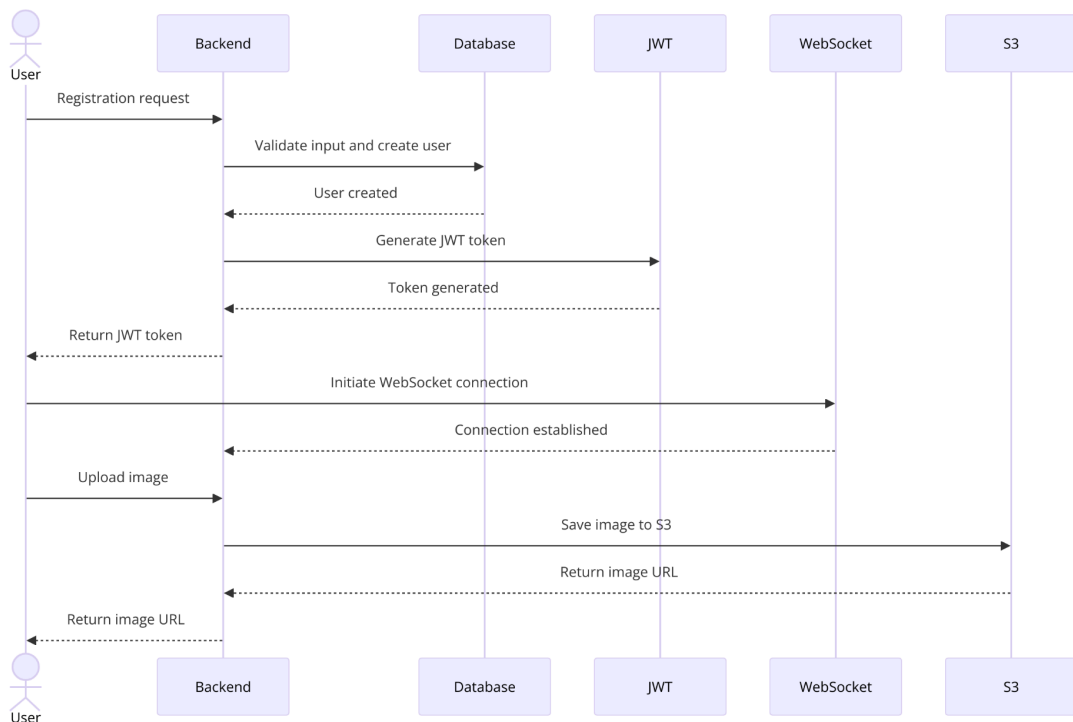 User
Backend
Database
JWT
WebSocket
S3
Registration request
Validate input and create user
User created
Generate JWT token
Token generated
Return JWT token
Initiate WebSocket connection
Connection established
Upload image
Save image to S3
Return image URL
Return image URL
User
Backend
Database
JWT
WebSocket
S3